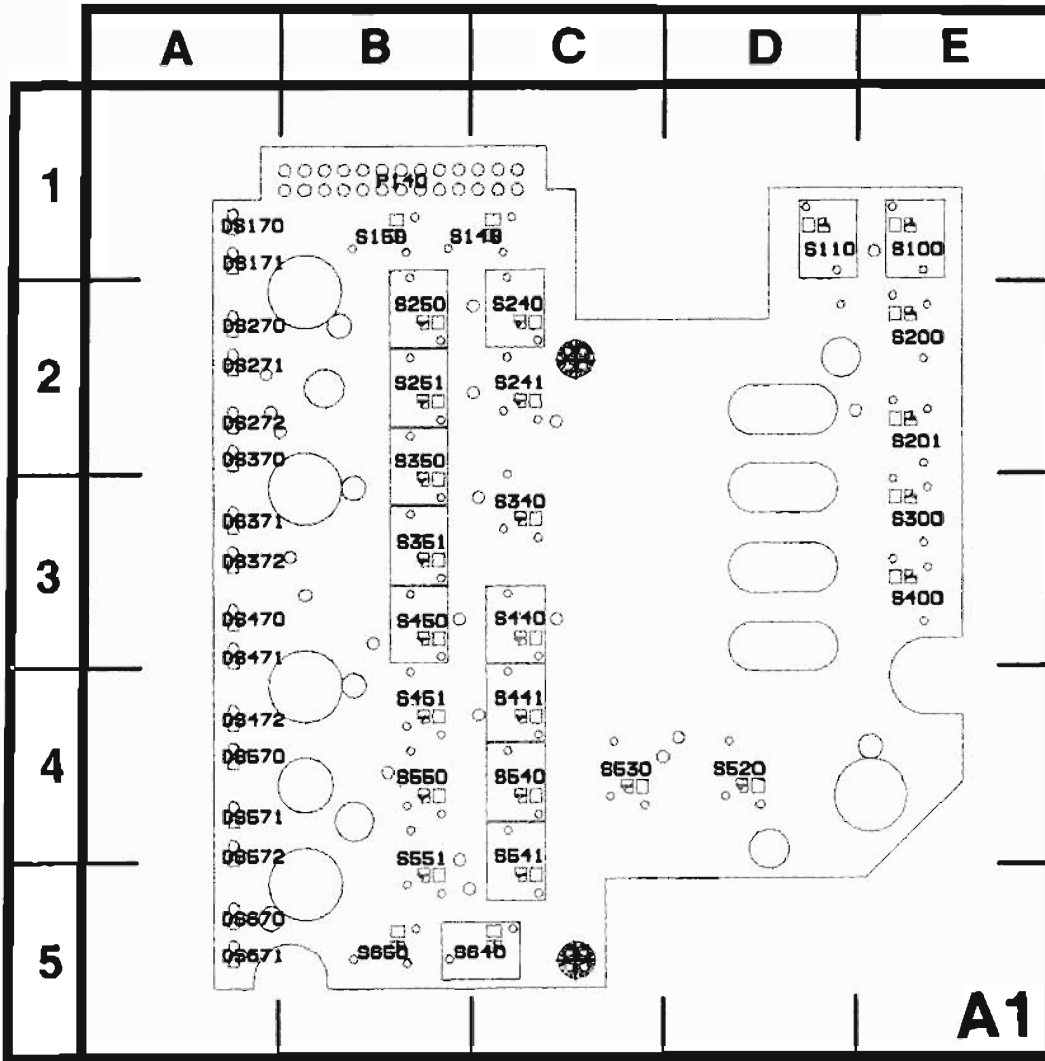 A B C D E
1
P140
DS170 S150 S140 S110 S100
DS171
S250 S240
DS270 S200
2
DS271 S251 S241
DS272 S201
DS370 S350
S340
DS371 S300
3
S351
DS372
S400
DS470 S450 S440
DS471
S451 S441
DS472
4
DS570 S550 S540 S530 S520
DS571
DS572 S551 S541
DS670
5
DS671 S650 S640
A1